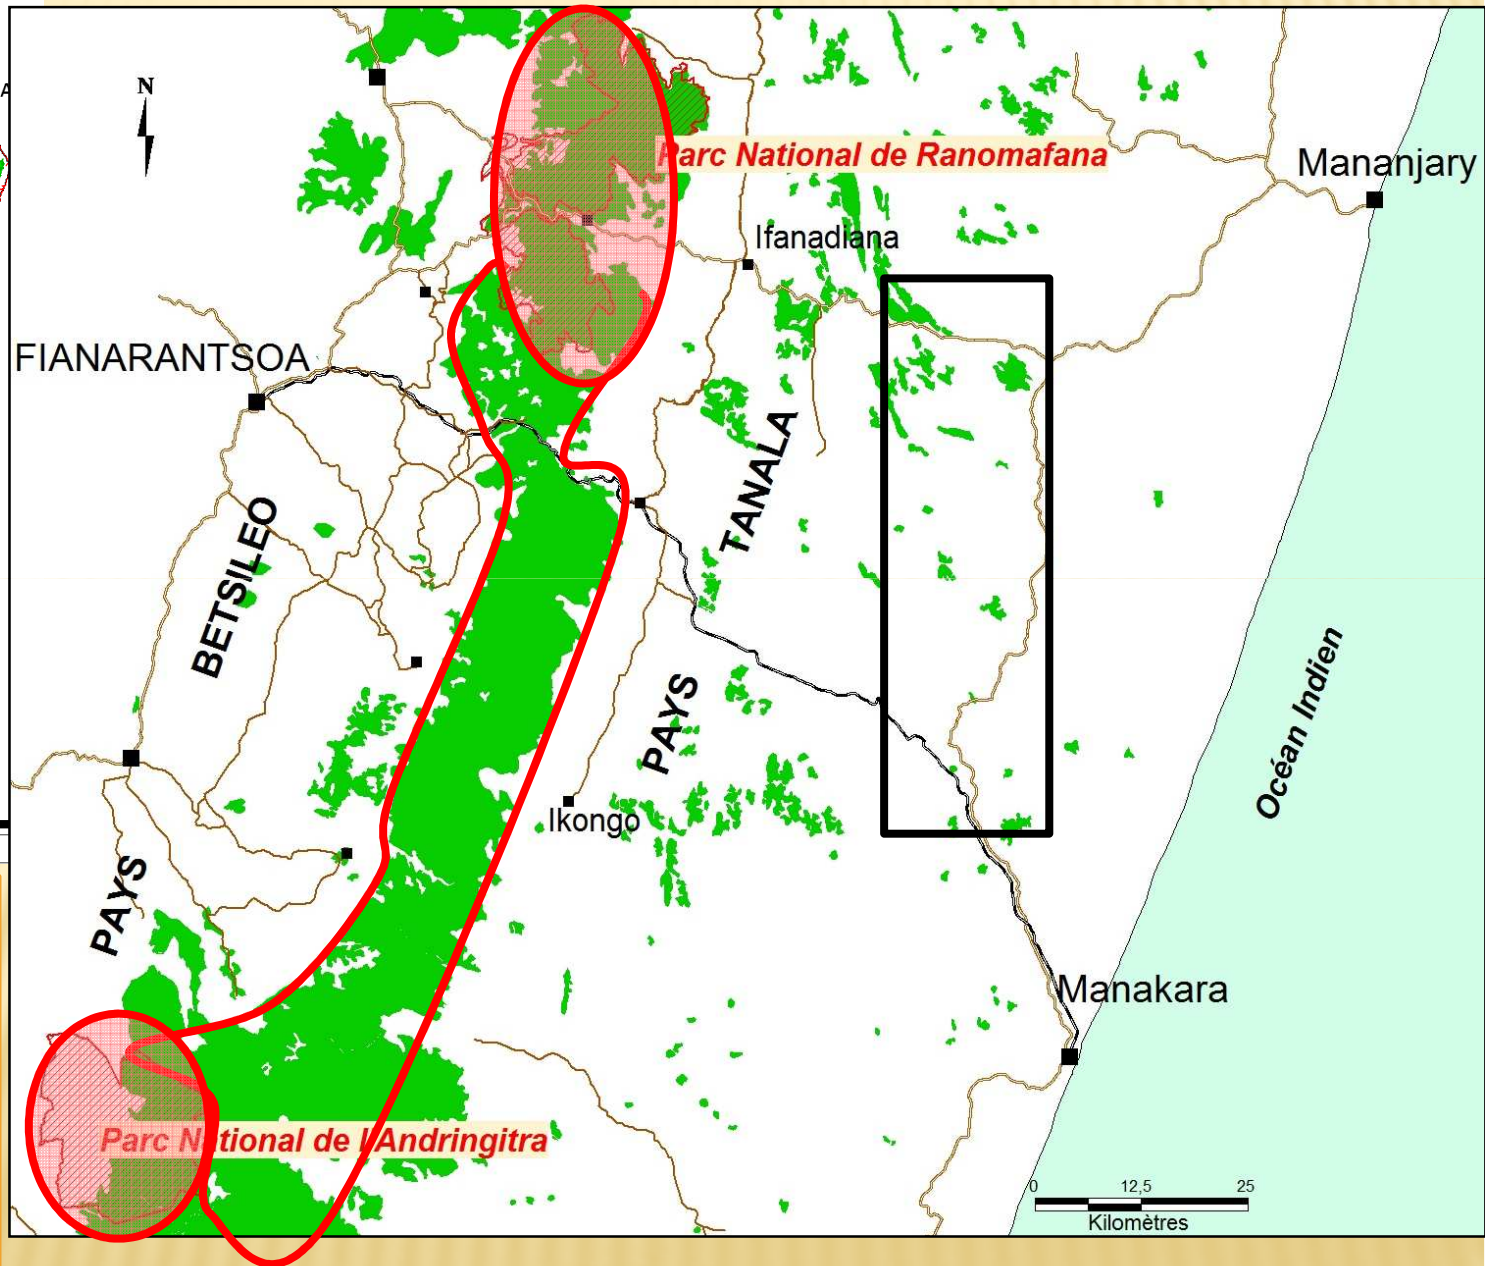 A
N
Parc National de Ranomafana
Mananjary
Ifanadiana
FIANARANTSOA
TANALA
BETSILEO
PAYS
Océan Indien
Ikongo
PAYS
Manakara
Parc National de l'Andringitra
0 12,5 25
Kilomètres